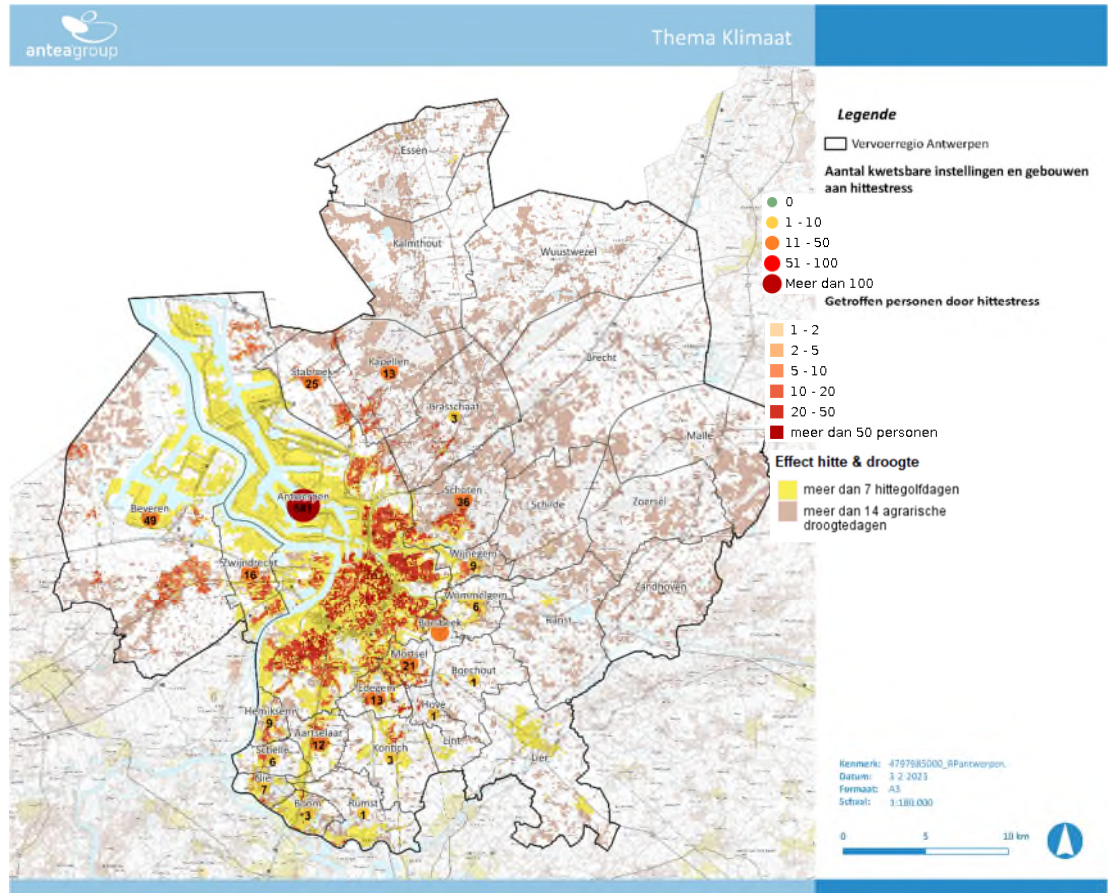 anteagroup
Thema Klimaat
Legende
Vervoerregio Antwerpen
Aantal kwetsbare instellingen en gebouwen
aan hittestress
0
1 - 10
11 - 50
51 - 100
Meer dan 100
Getroffen personen door hittestress
1 - 2
2 - 5
5 - 10
10 - 20
20 - 50
meer dan 50 personen
Effect hitte & droogte
meer dan 7 hittegolfdagen
meer dan 14 agrarische
droogtedagen
Essen
Kalmthout
Wuustwezel
Brecht
Kapellen
13
Stabroek
25
Brasschaat
3
Malle
Antwerpen
Schoten
36
Schilde
Zoersel
Beveren
49
Wijnegem
9
Zwijndrecht
16
Wommelgem
6
Zandhoven
Ranst
Borsbeek
Mortsel
21
Boechout
1
Edegem
13
Hove
1
Hemiksem
9
Aartselaar
12
Lint
Kontich
3
Lier
Schelle
6
Niel
7
Boom
3
Rumst
1
Kenmerk: 4797985000_RPantwerpen.
Datum: 3-2-2023
Formaat: A3
Schaal: 1:180.000
0 5 10 km